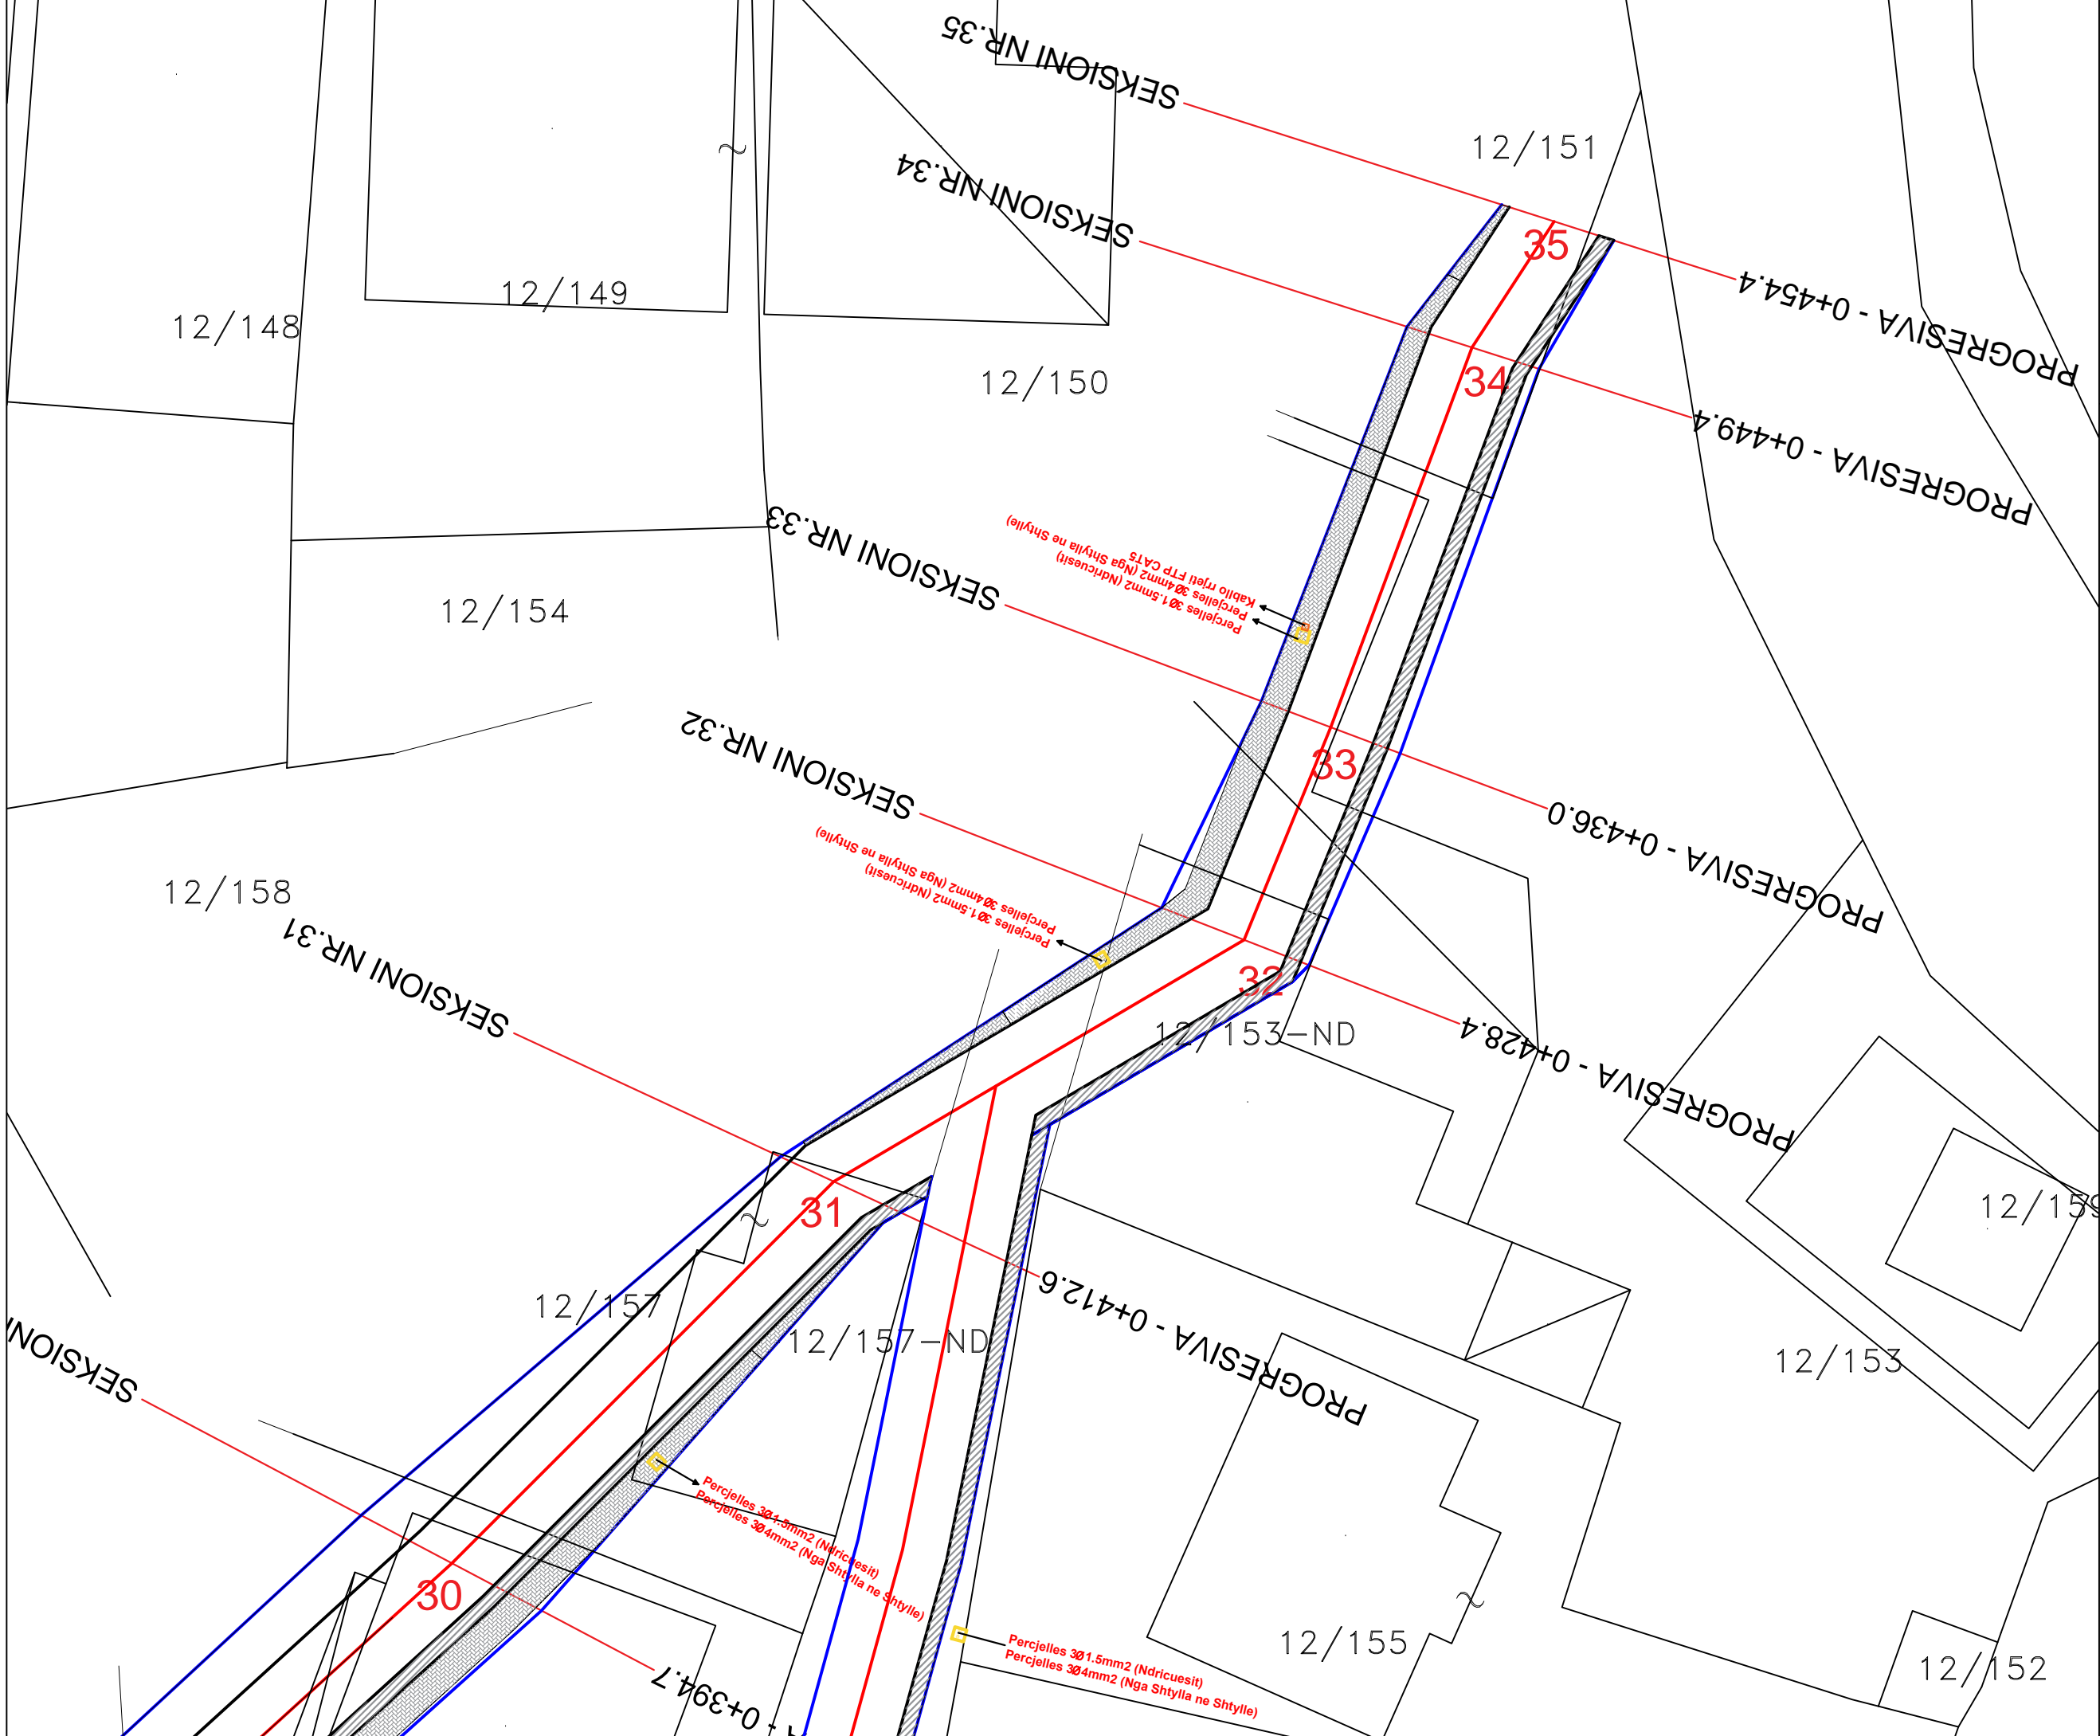 SEKSIONI NR.35
12/151
35
SEKSIONI NR.34
PROGRESIVA - 0+454.4
12/149
12/148
34
12/150
PROGRESIVA - 0+449.4
SEKSIONI NR.33
Percjelles 3Ø1.5mm2 (Ndricuesit)
Percjelles 3Ø4mm2 (Nga Shtylla ne Shtylle)
Kabllo rrjeti FTP CAT5
12/154
SEKSIONI NR.32
33
PROGRESIVA - 0+436.0
Percjelles 3Ø1.5mm2 (Ndricuesit)
Percjelles 3Ø4mm2 (Nga Shtylla ne Shtylle)
12/158
SEKSIONI NR.31
32
12/153-ND
PROGRESIVA - 0+428.4
31
12/159
12/157
12/157-ND
PROGRESIVA - 0+412.6
12/153
SEKSIONI
Percjelles 3Ø1.5mm2 (Ndricuesit)
Percjelles 3Ø4mm2 (Nga Shtylla ne Shtylle)
30
12/155
12/152
Percjelles 3Ø1.5mm2 (Ndricuesit)
Percjelles 3Ø4mm2 (Nga Shtylla ne Shtylle)
A - 0+394.7